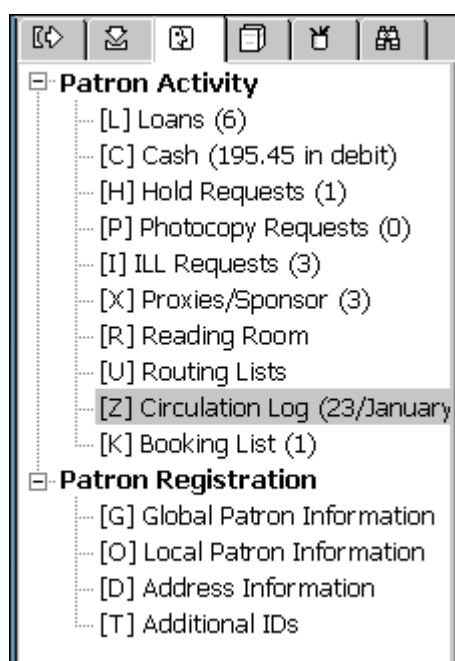 Patron Activity
[L] Loans (6)
[C] Cash (195.45 in debit)
[H] Hold Requests (1)
[P] Photocopy Requests (0)
[I] ILL Requests (3)
[X] Proxies/Sponsor (3)
[R] Reading Room
[U] Routing Lists
[Z] Circulation Log (23/January
[K] Booking List (1)
Patron Registration
[G] Global Patron Information
[O] Local Patron Information
[D] Address Information
[T] Additional IDs